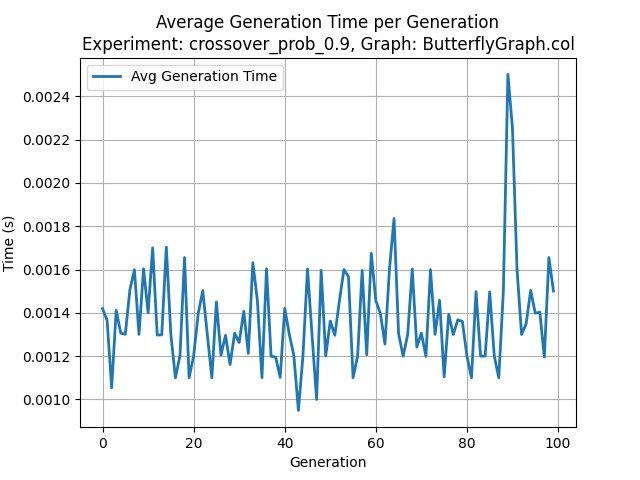 Average Generation Time per Generation
Experiment: crossover_prob_0.9, Graph: ButterflyGraph.col
Avg Generation Time
Time (s)
0.0024
0.0022
0.0020
0.0018
0.0016
0.0014
0.0012
0.0010
0 20 40 60 80 100
Generation